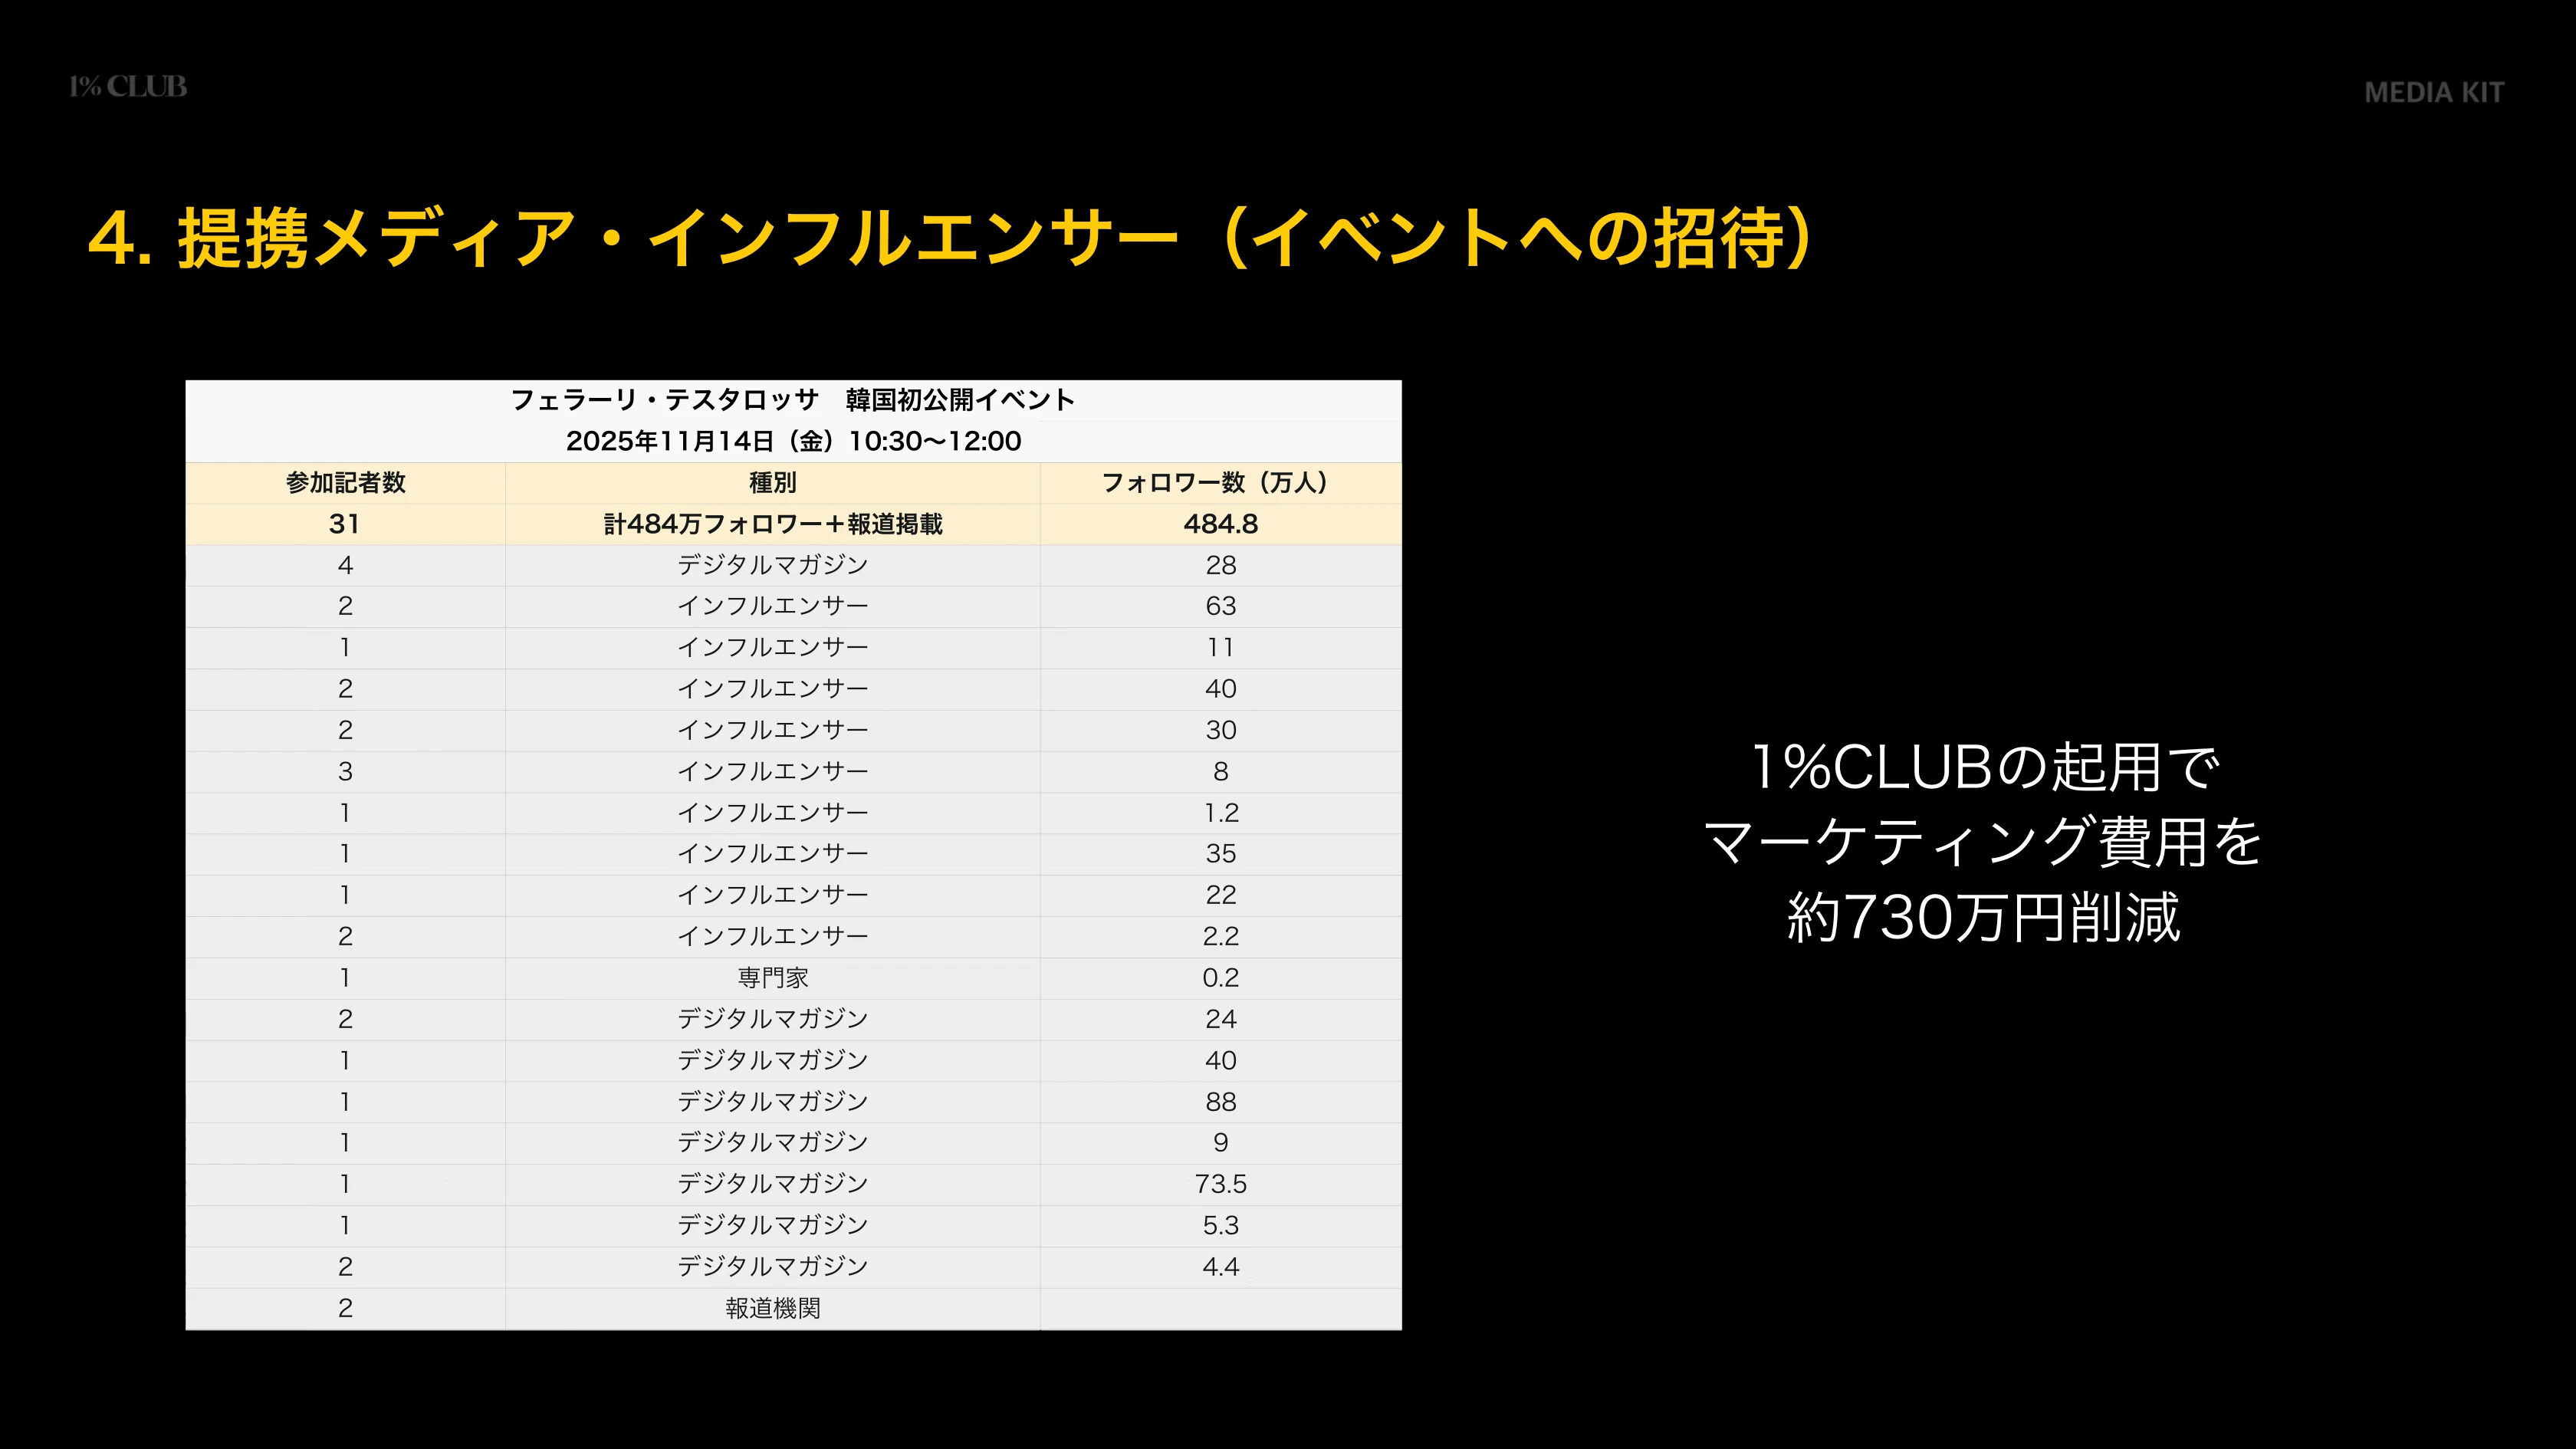 1% CLUB
MEDIA KIT
4. 提携メディア・インフルエンサー（イベントへの招待）
フェラーリ・テスタロッサ　韓国初公開イベント
2025年11月14日（金）10:30〜12:00
参加記者数 種別 フォロワー数（万人）
31 計484万フォロワー＋報道掲載 484.8
4 デジタルマガジン 28
2 インフルエンサー 63
1 インフルエンサー 11
2 インフルエンサー 40
2 インフルエンサー 30
3 インフルエンサー 8
1 インフルエンサー 1.2
1 インフルエンサー 35
1 インフルエンサー 22
2 インフルエンサー 2.2
1 専門家 0.2
2 デジタルマガジン 24
1 デジタルマガジン 40
1 デジタルマガジン 88
1 デジタルマガジン 9
1 デジタルマガジン 73.5
1 デジタルマガジン 5.3
2 デジタルマガジン 4.4
2 報道機関
1%CLUBの起用で
マーケティング費用を
約730万円削減